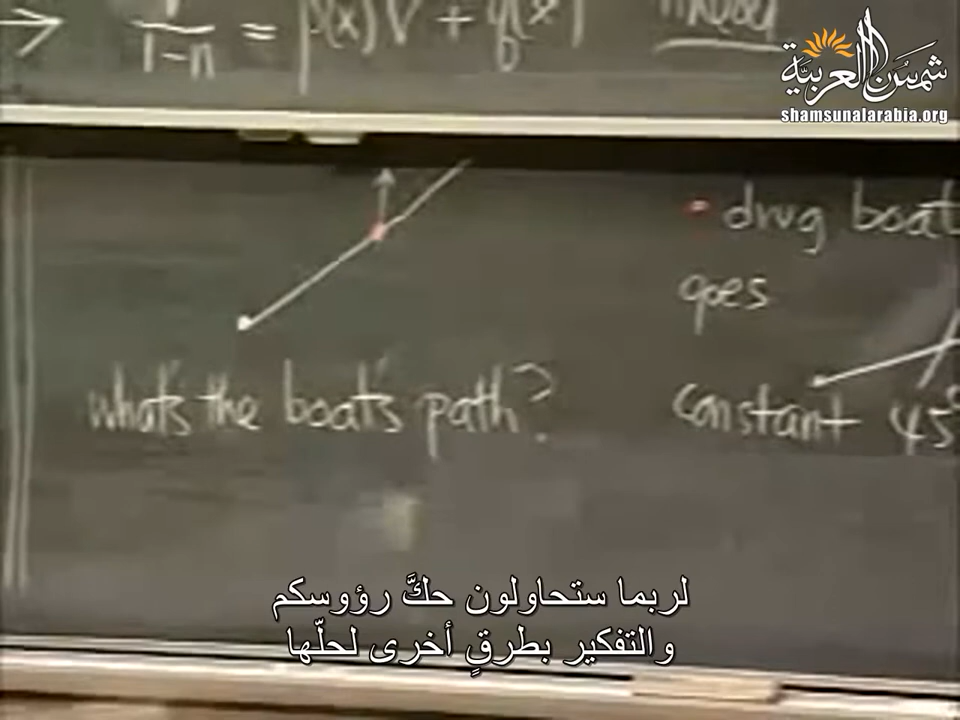 1-n = p(x)V + q(x)
شمس العربية
shamsunalarabia.org
drug boat
goes
what's the boat's path?
constant 45°
لربما ستحاولون حكَّ رؤوسكم
والتفكير بطرقٍ أخرى لحلّها